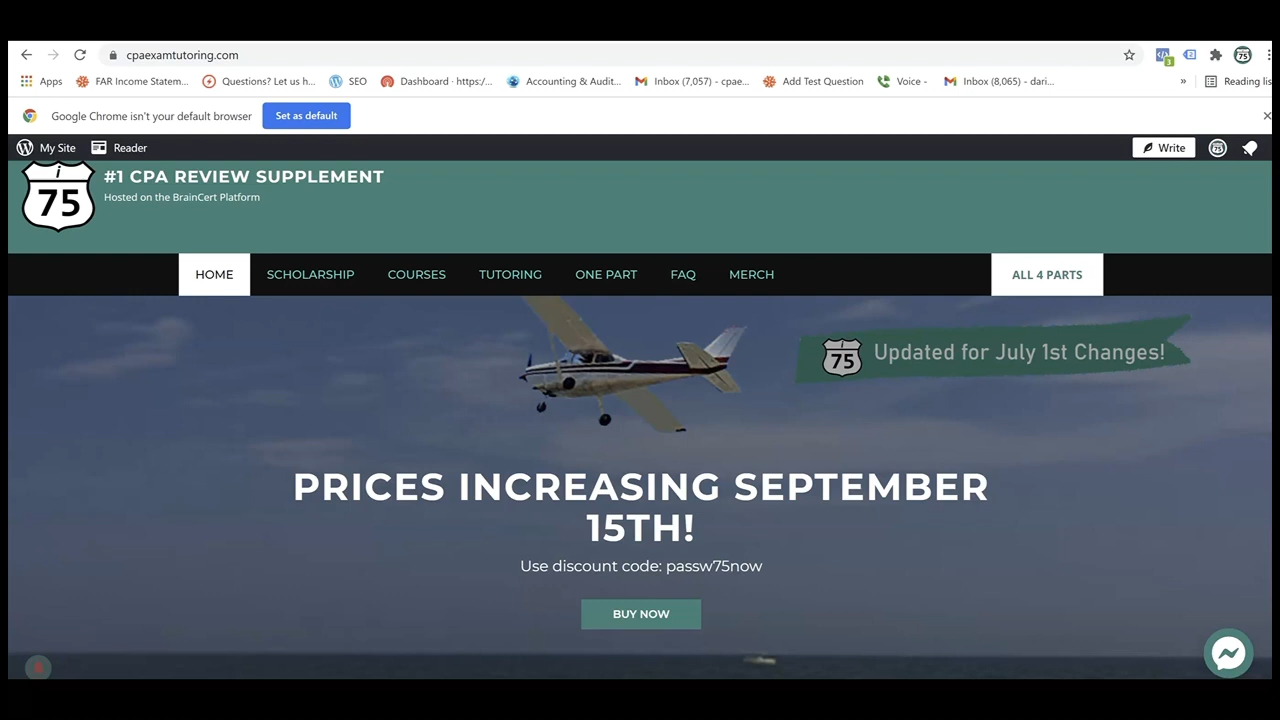 cpaexamtutoring.com
3
2
75
Apps
FAR Income Statem...
Questions? Let us h...
SEO
Dashboard · https:/...
Accounting & Audit...
Inbox (7,057) – cpae...
Add Test Question
Voice -
Inbox (8,065) – dari...
»
Reading lis
Google Chrome isn't your default browser
Set as default
My Site
Reader
Write
75
i
75
#1 CPA REVIEW SUPPLEMENT
Hosted on the BrainCert Platform
HOME
SCHOLARSHIP
COURSES
TUTORING
ONE PART
FAQ
MERCH
ALL 4 PARTS
i
75
Updated for July 1st Changes!
PRICES INCREASING SEPTEMBER
15TH!
Use discount code: passw75now
BUY NOW